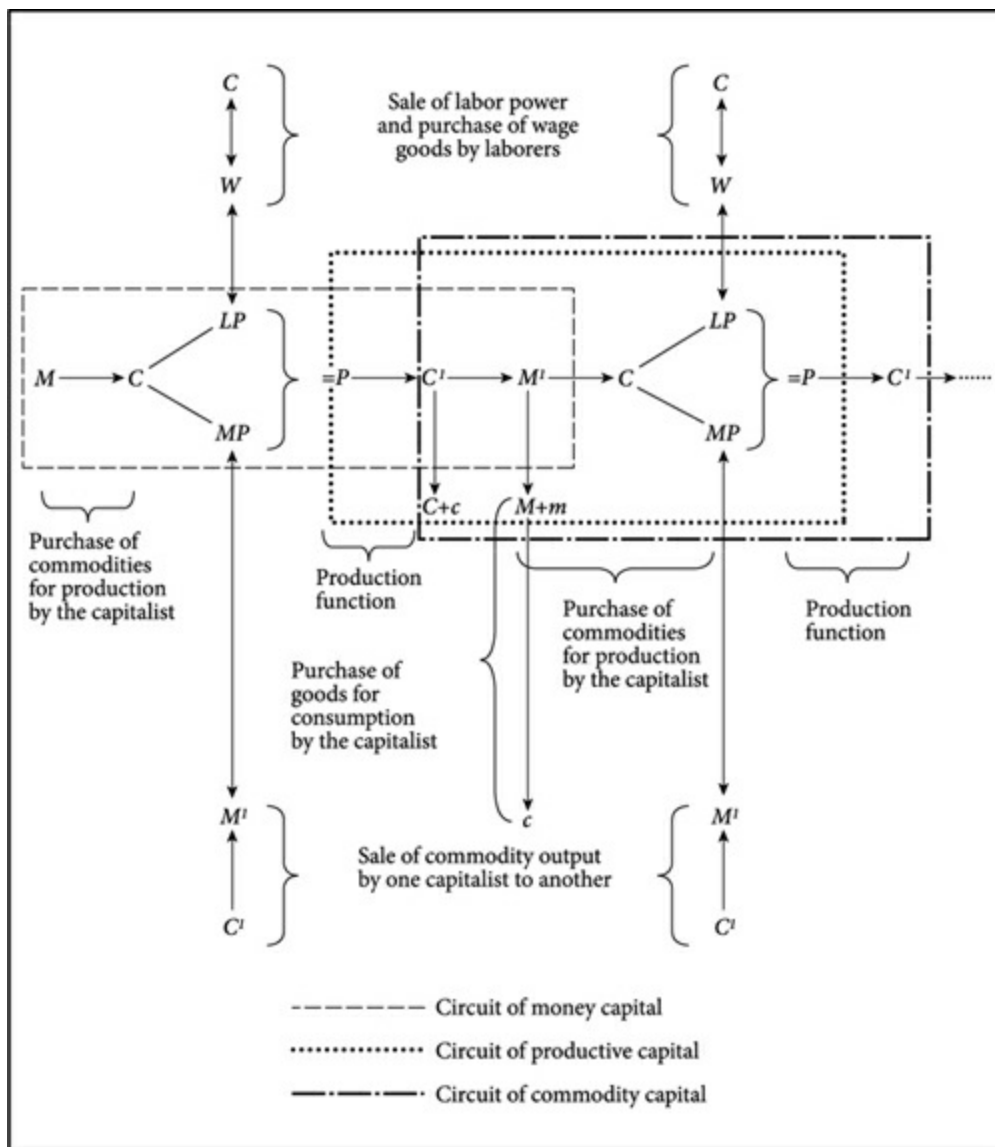 C
C
Sale of labor power
and purchase of wage
goods by laborers
W
W
LP
LP
M
C
=P
C¹
M¹
C
=P
C¹
......
MP
MP
C+c
M+m
Purchase of
commodities
for production
by the capitalist
Production
function
Purchase of
commodities
for production
by the capitalist
Production
function
Purchase of
goods for
consumption
by the capitalist
M¹
c
M¹
Sale of commodity output
by one capitalist to another
C¹
C¹
Circuit of money capital
Circuit of productive capital
Circuit of commodity capital